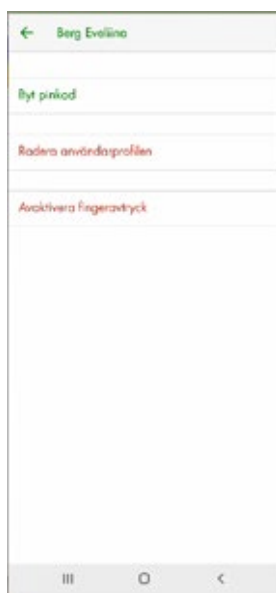 Berg Eveliina
Byt pinkod
Radera användarprofilen
Avaktivera fingeravtryck